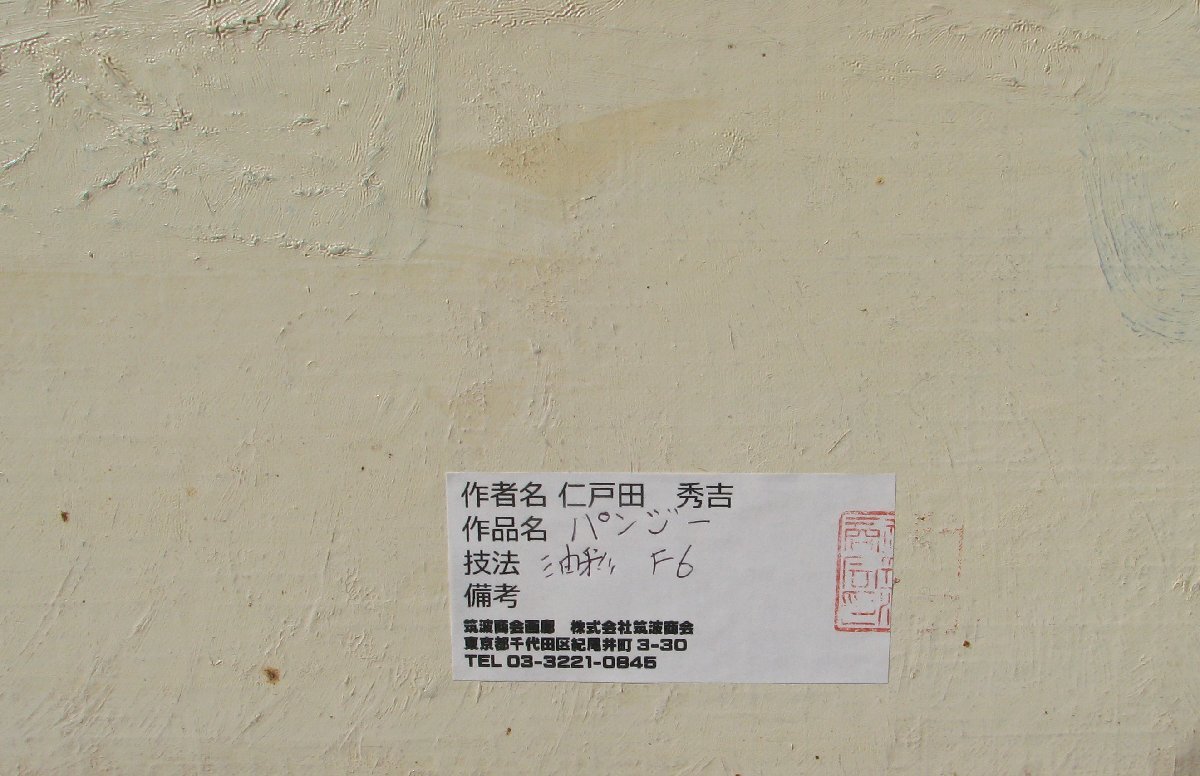 作者名 仁戸田 秀吉
作品名 パンジー
技法 油彩 F6
備考
筑波商会画廊 株式会社筑波商会
東京都千代田区紀尾井町 3-30
TEL 03-3221-0845